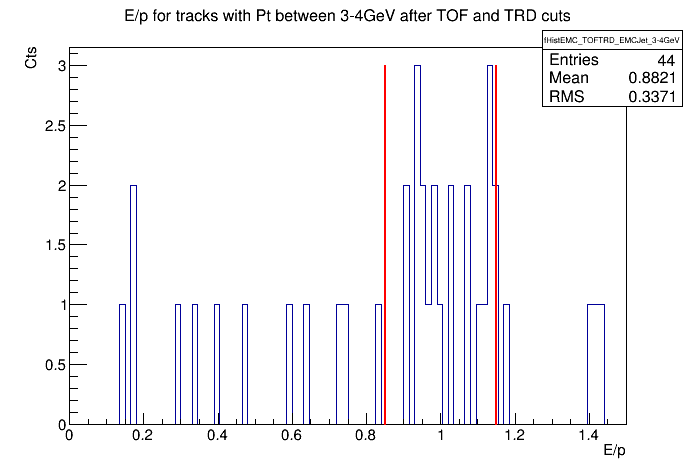 E/p for tracks with Pt between 3-4GeV after TOF and TRD cuts
fHistEMC_TOFTRD_EMCJet_3-4GeV
Entries 44
Mean 0.8821
RMS 0.3371
Cts
3
2.5
2
1.5
1
0.5
0
0 0.2 0.4 0.6 0.8 1 1.2 1.4
E/p